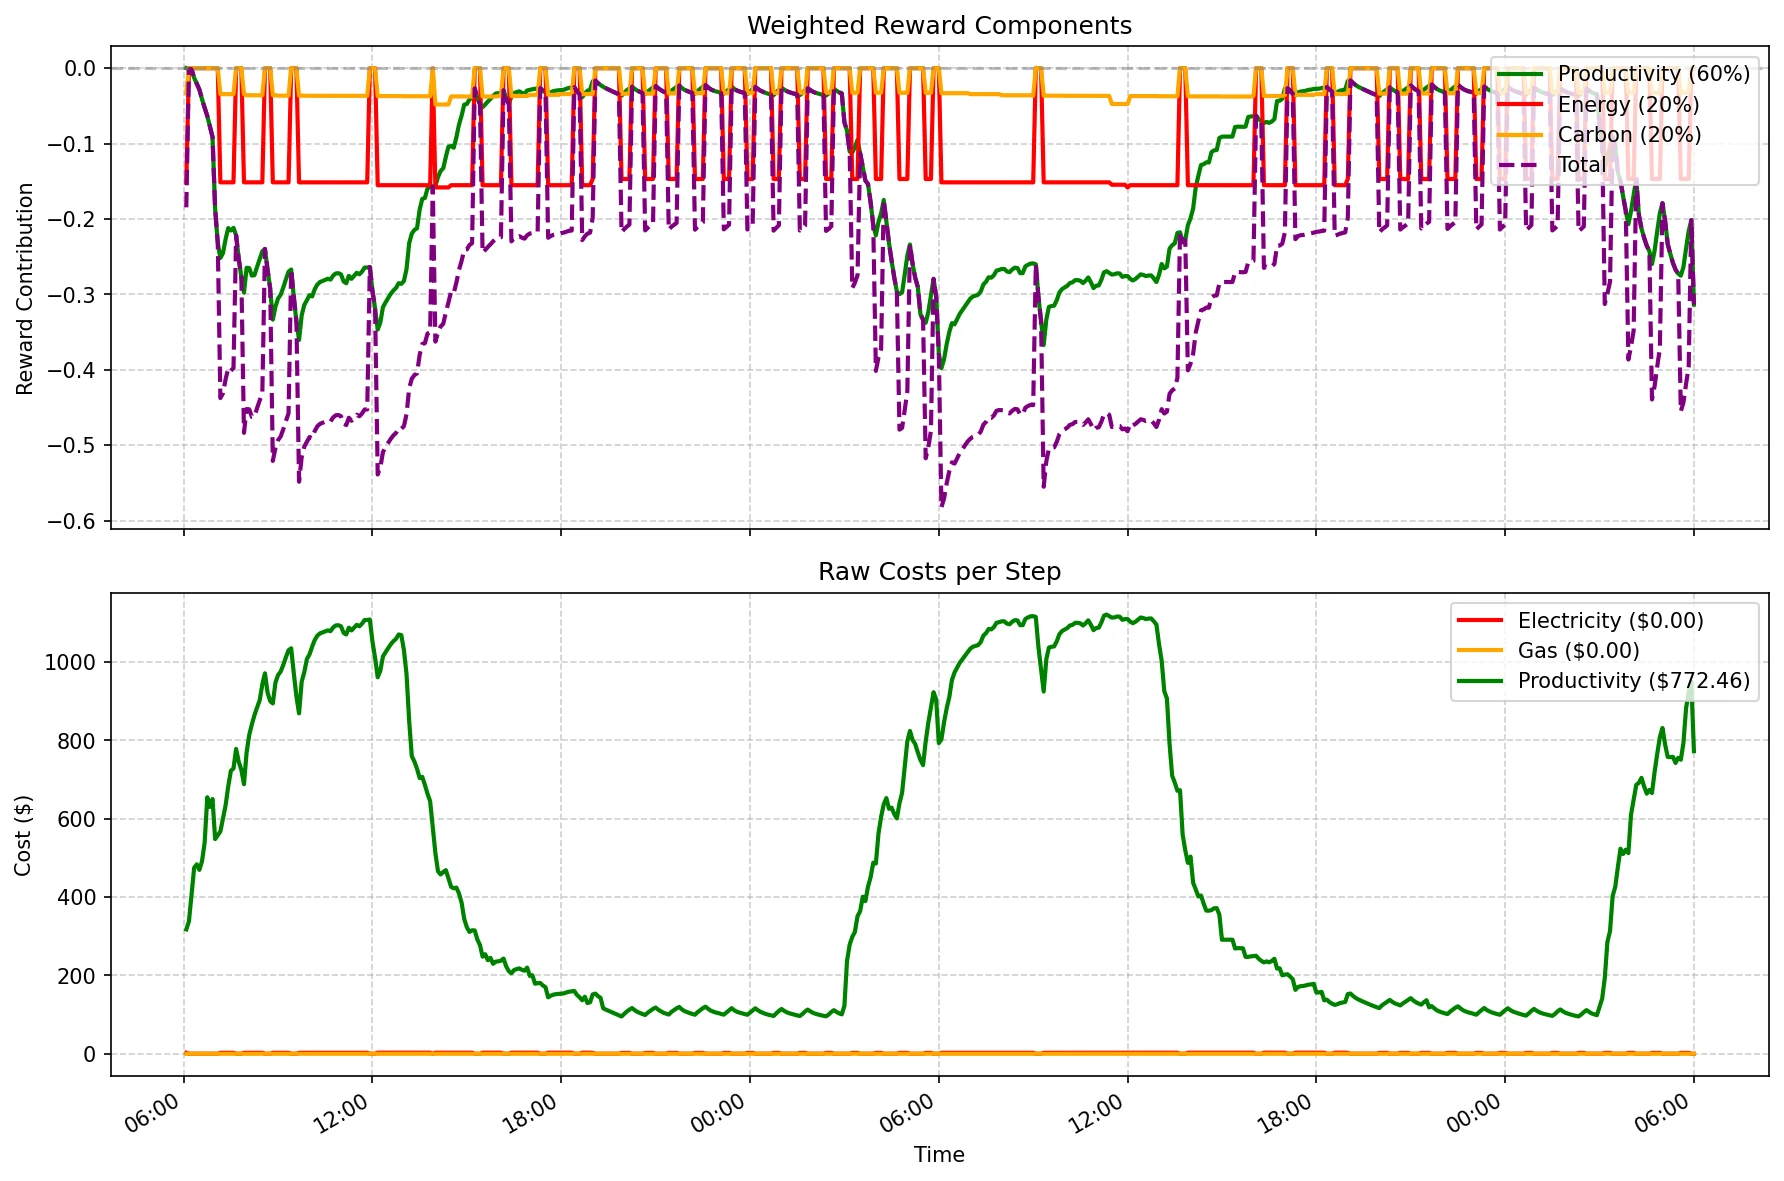 Weighted Reward Components
Reward Contribution
0.0
−0.1
−0.2
−0.3
−0.4
−0.5
−0.6
Productivity (60%)
Energy (20%)
Carbon (20%)
Total
Raw Costs per Step
Cost ($)
1000
800
600
400
200
0
Electricity ($0.00)
Gas ($0.00)
Productivity ($772.46)
06:00
12:00
18:00
00:00
06:00
12:00
18:00
00:00
06:00
Time